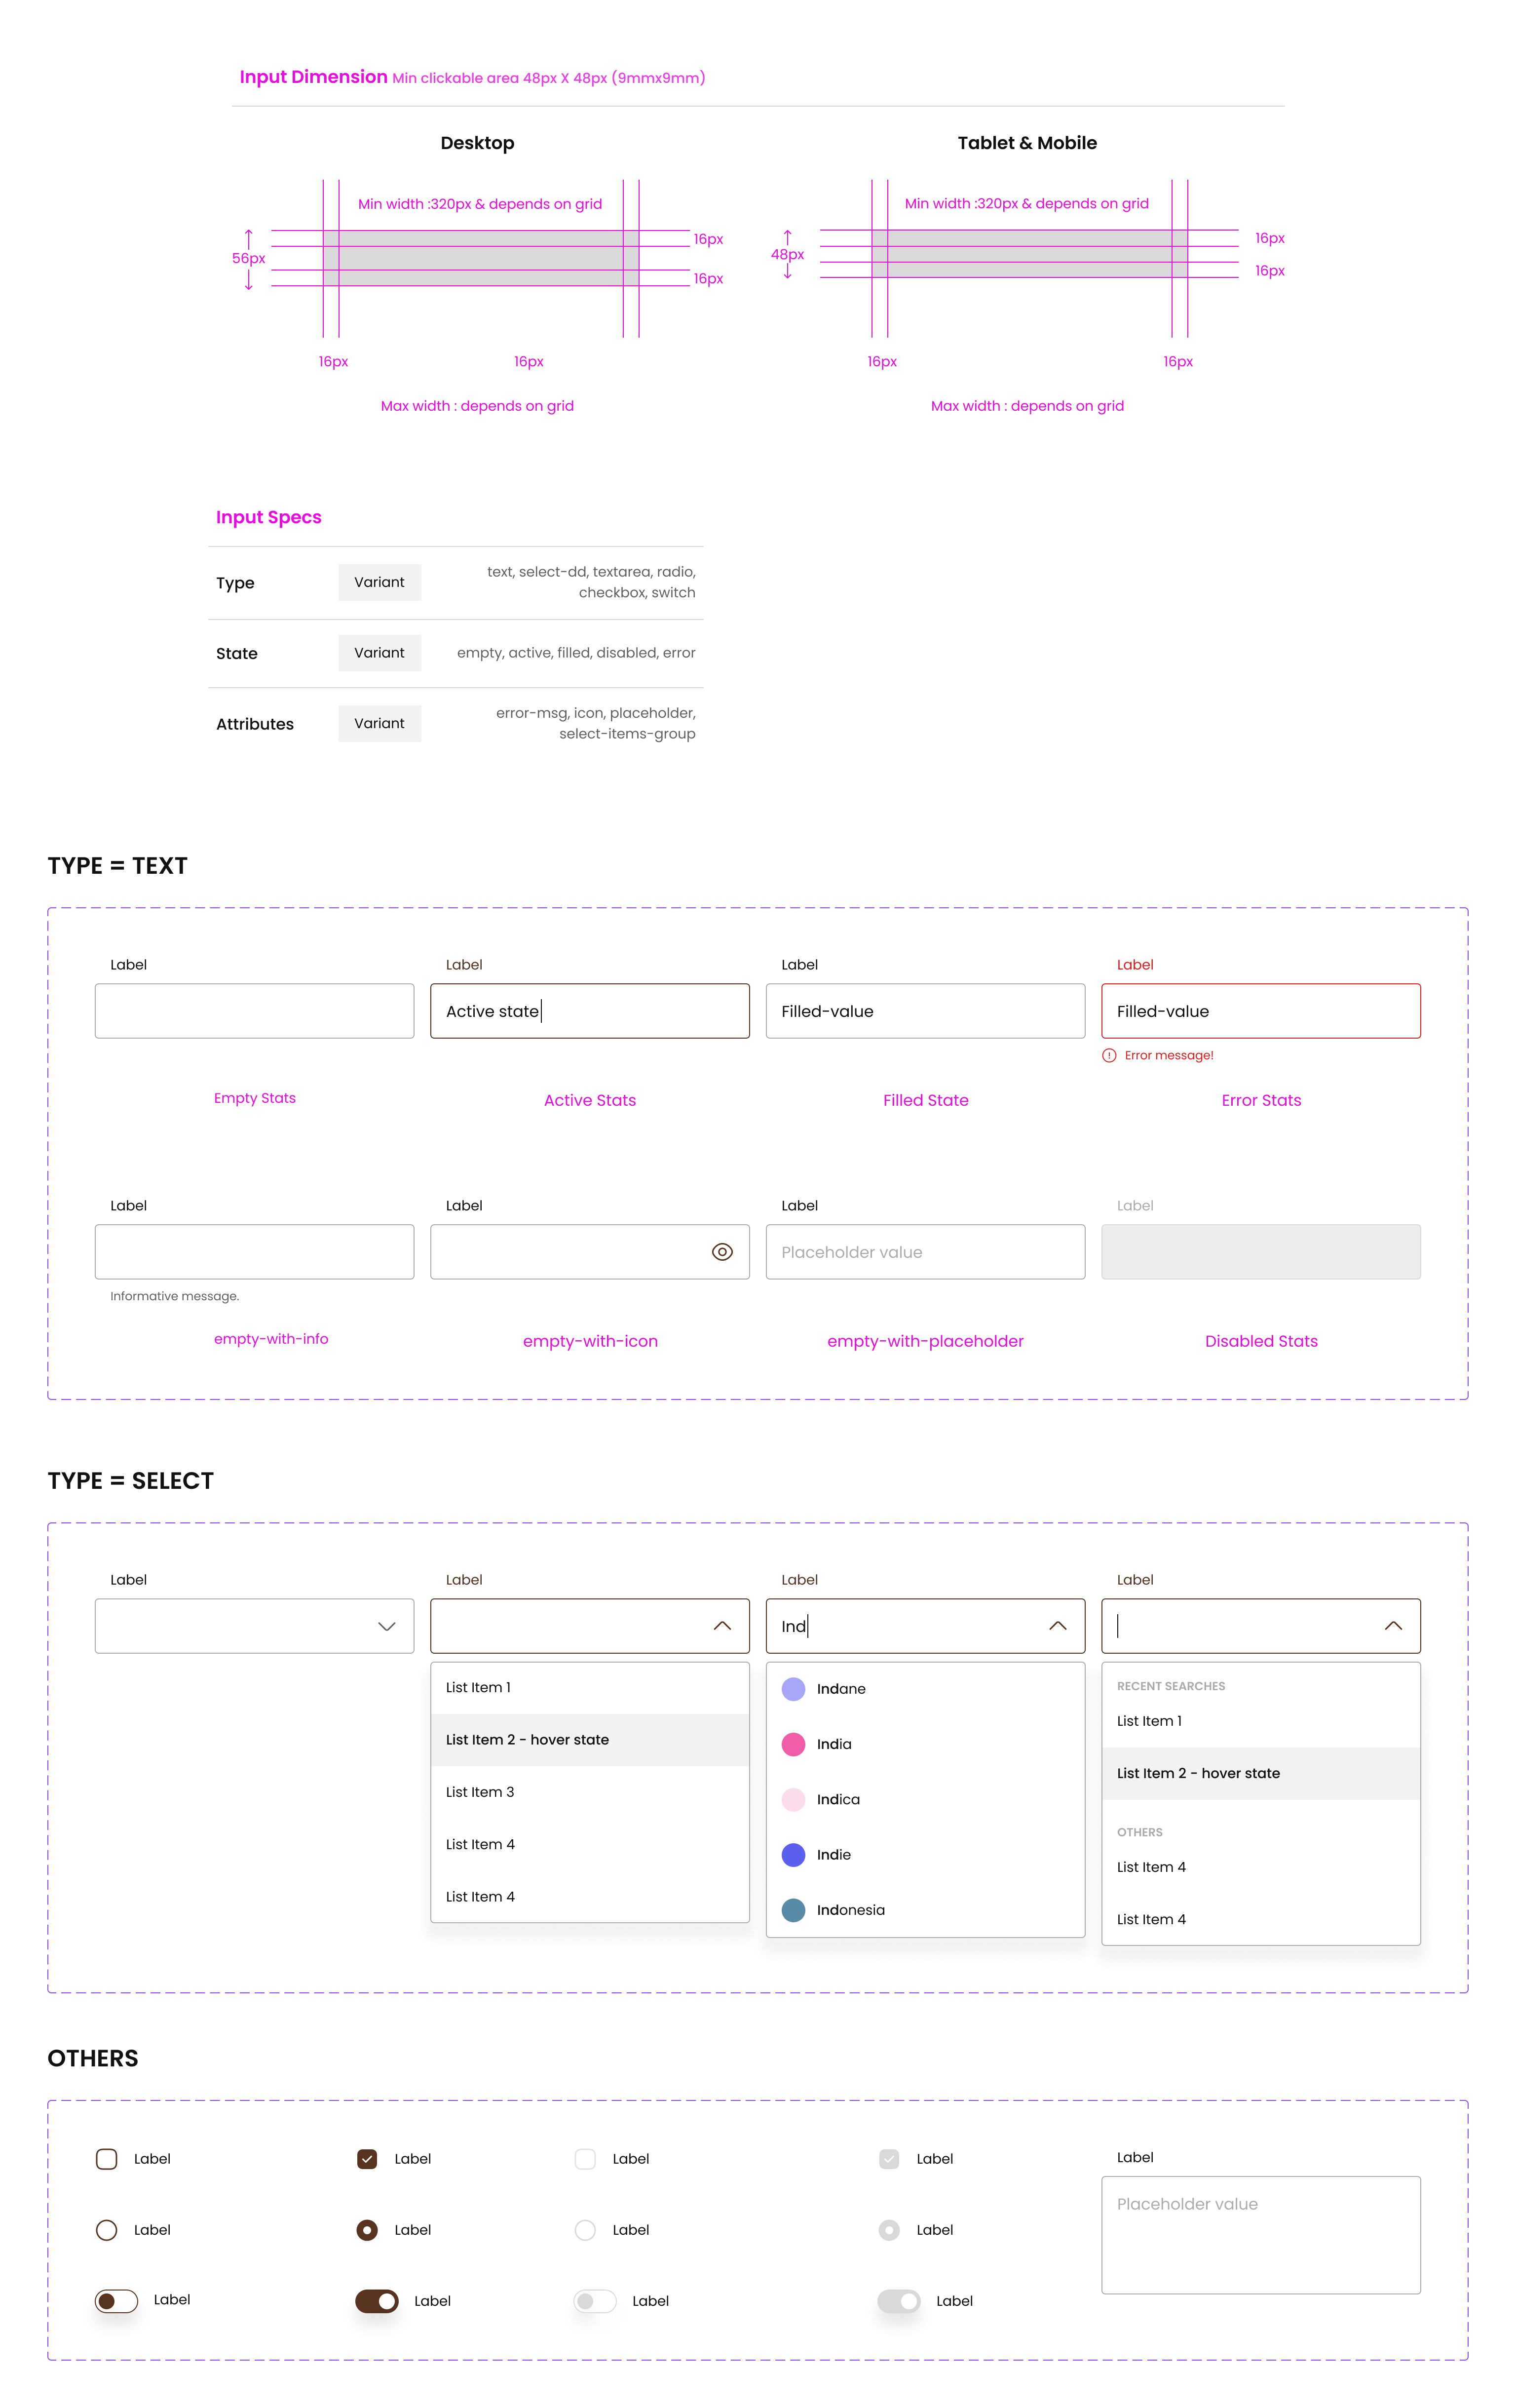 Input Dimension Min clickable area 48px X 48px (9mmx9mm)
Desktop
Min width :320px & depends on grid
56px
16px
16px
16px
16px
Max width : depends on grid
Tablet & Mobile
Min width :320px & depends on grid
48px
16px
16px
16px
16px
Max width : depends on grid
Input Specs
Type
Variant
text, select-dd, textarea, radio,
checkbox, switch
State
Variant
empty, active, filled, disabled, error
Attributes
Variant
error-msg, icon, placeholder,
select-items-group
TYPE = TEXT
Label
Empty Stats
Label
Active state
Active Stats
Label
Filled-value
Filled State
Label
Filled-value
Error message!
Error Stats
Label
Informative message.
empty-with-info
Label
empty-with-icon
Label
Placeholder value
empty-with-placeholder
Label
Disabled Stats
TYPE = SELECT
Label
Label
List Item 1
List Item 2 - hover state
List Item 3
List Item 4
List Item 4
Label
Ind
Indane
India
Indica
Indie
Indonesia
Label
RECENT SEARCHES
List Item 1
List Item 2 - hover state
OTHERS
List Item 4
List Item 4
OTHERS
Label
Label
Label
Label
Label
Label
Label
Label
Label
Label
Label
Label
Label
Placeholder value